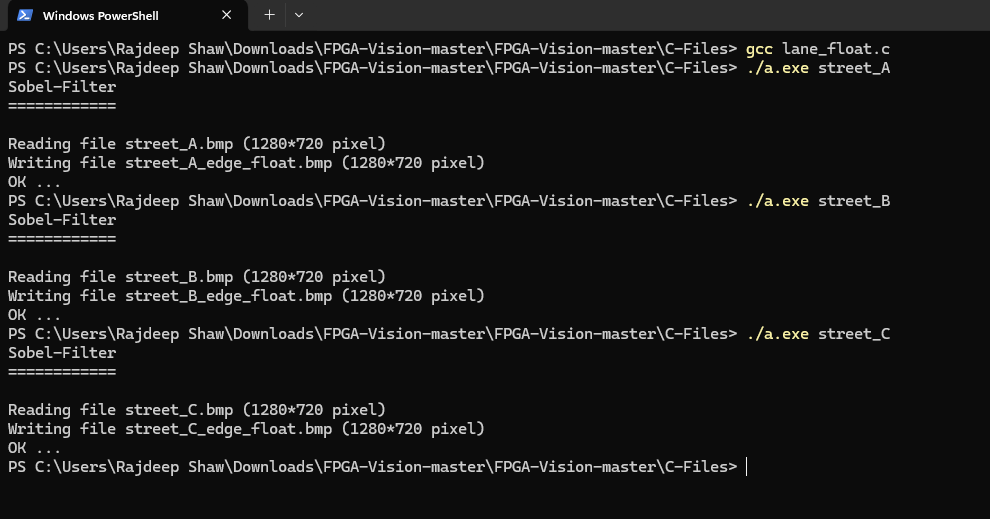 Windows PowerShell
PS C:\Users\Rajdeep Shaw\Downloads\FPGA-Vision-master\FPGA-Vision-master\C-Files> gcc lane_float.c
PS C:\Users\Rajdeep Shaw\Downloads\FPGA-Vision-master\FPGA-Vision-master\C-Files> ./a.exe street_A
Sobel-Filter
============
Reading file street_A.bmp (1280*720 pixel)
Writing file street_A_edge_float.bmp (1280*720 pixel)
OK ...
PS C:\Users\Rajdeep Shaw\Downloads\FPGA-Vision-master\FPGA-Vision-master\C-Files> ./a.exe street_B
Sobel-Filter
============
Reading file street_B.bmp (1280*720 pixel)
Writing file street_B_edge_float.bmp (1280*720 pixel)
OK ...
PS C:\Users\Rajdeep Shaw\Downloads\FPGA-Vision-master\FPGA-Vision-master\C-Files> ./a.exe street_C
Sobel-Filter
============
Reading file street_C.bmp (1280*720 pixel)
Writing file street_C_edge_float.bmp (1280*720 pixel)
OK ...
PS C:\Users\Rajdeep Shaw\Downloads\FPGA-Vision-master\FPGA-Vision-master\C-Files>